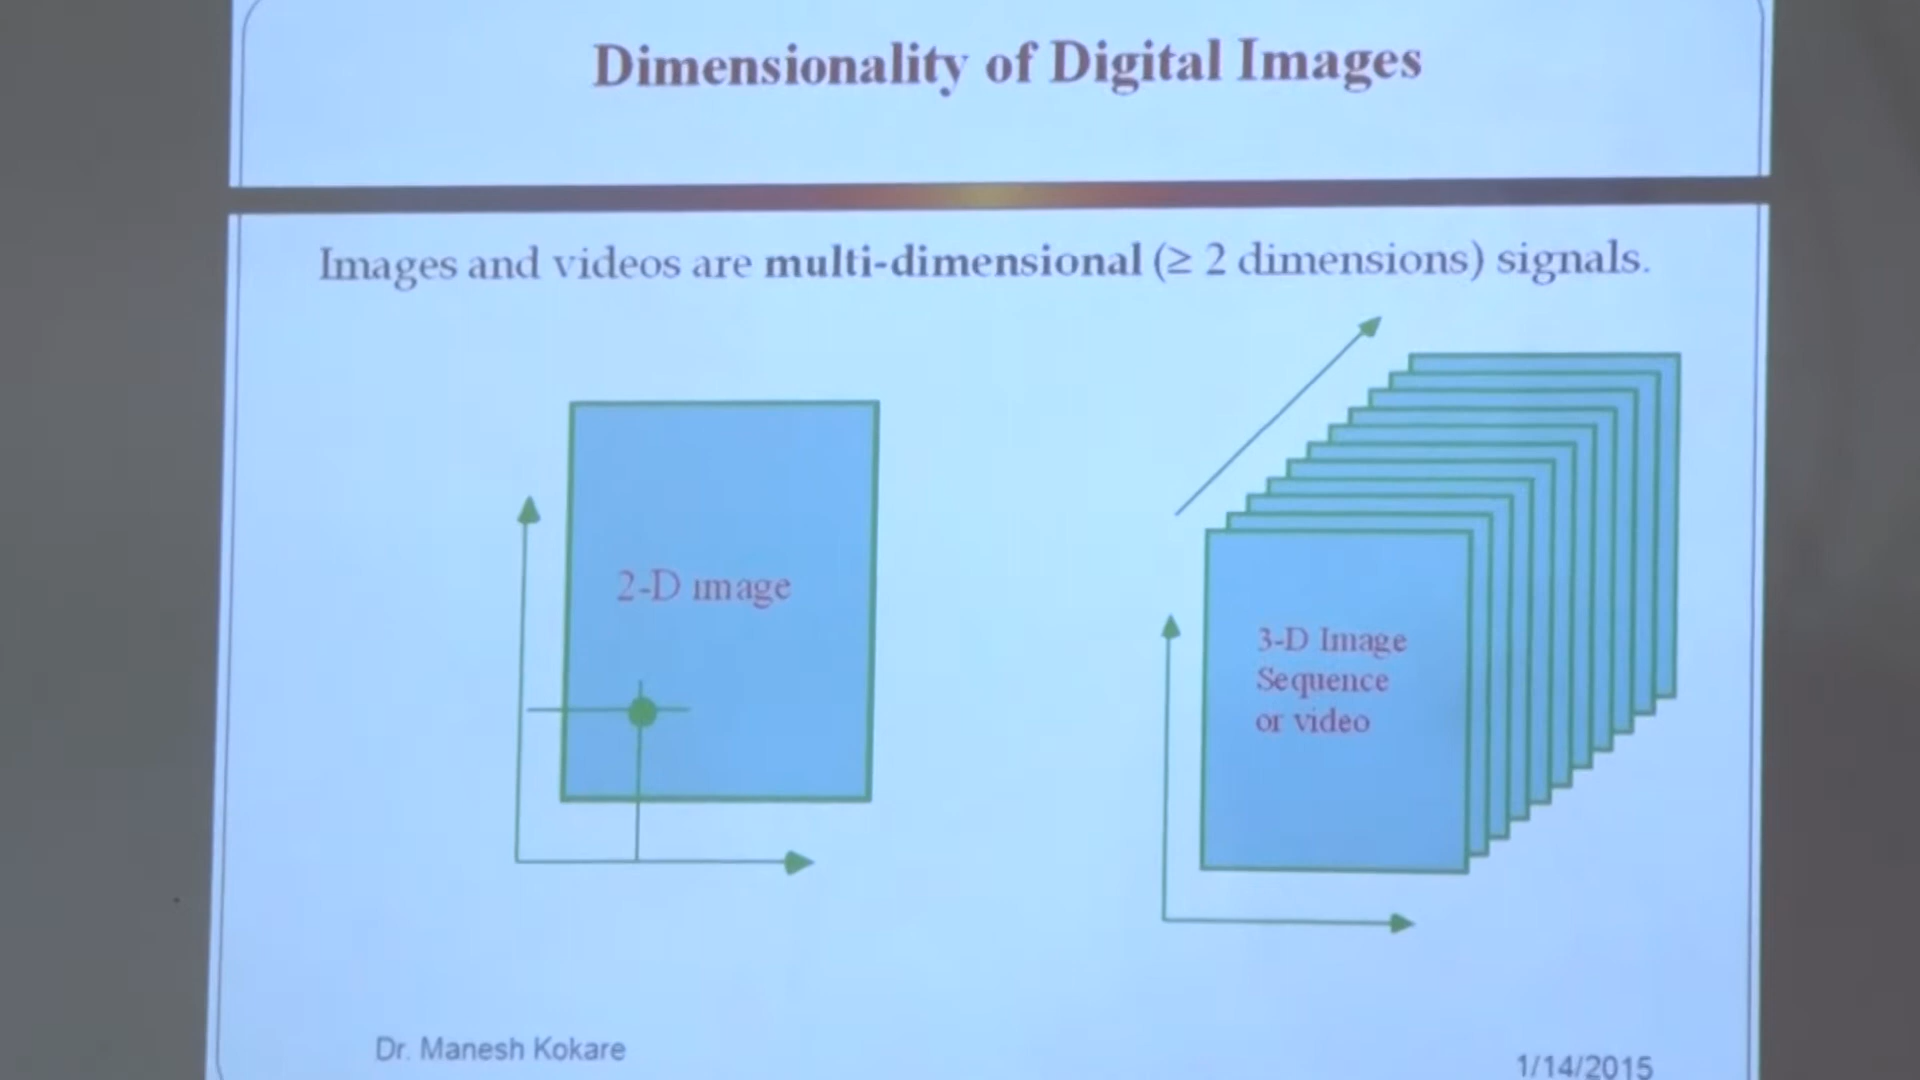 Dimensionality of Digital Images
Images and videos are multi-dimensional (≥ 2 dimensions) signals.
2-D image
3-D Image
Sequence
or video
Dr. Manesh Kokare
1/14/2015